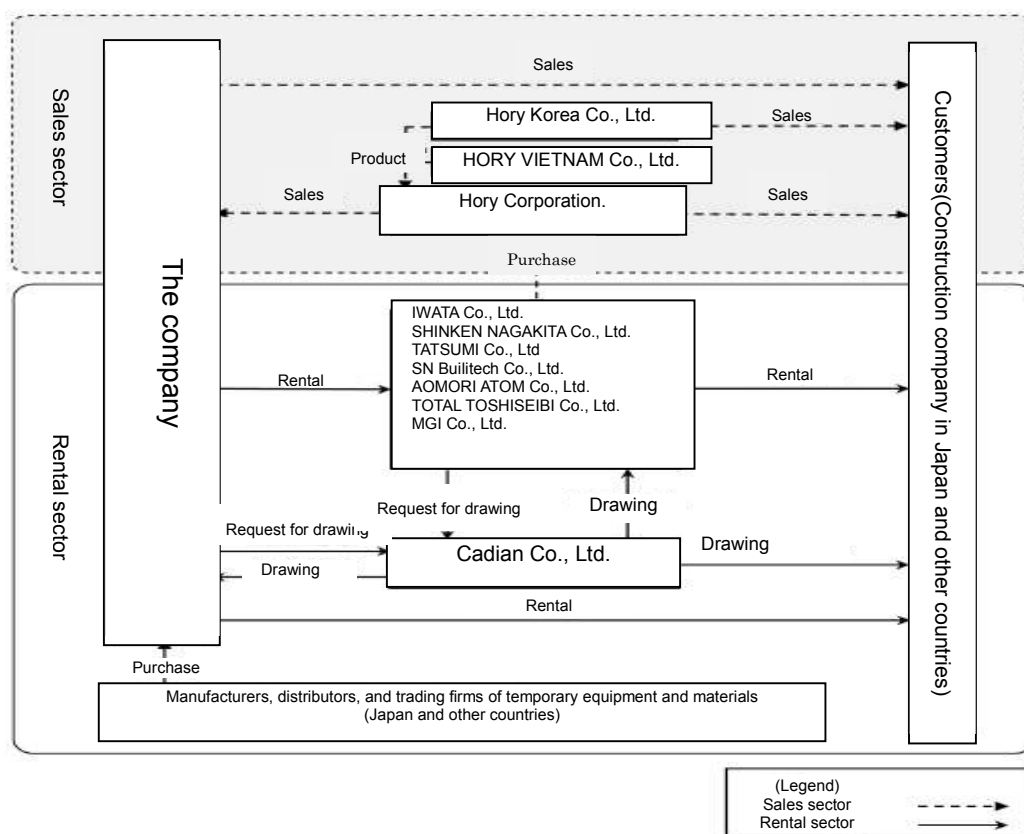 Sales sector
The company
Sales
Hory Korea Co., Ltd.
Sales
HORY VIETNAM Co., Ltd.
Product
Hory Corporation.
Sales
Sales
Customers(Construction company in Japan and other countries)
Purchase
Rental sector
IWATA Co., Ltd.
SHINKEN NAGAKITA Co., Ltd.
TATSUMI Co., Ltd
SN Builitech Co., Ltd.
AOMORI ATOM Co., Ltd.
TOTAL TOSHISEIBI Co., Ltd.
MGI Co., Ltd.
Rental
Rental
Request for drawing
Drawing
Request for drawing
Cadian Co., Ltd.
Drawing
Drawing
Rental
Purchase
Manufacturers, distributors, and trading firms of temporary equipment and materials
(Japan and other countries)
(Legend)
Sales sector
Rental sector